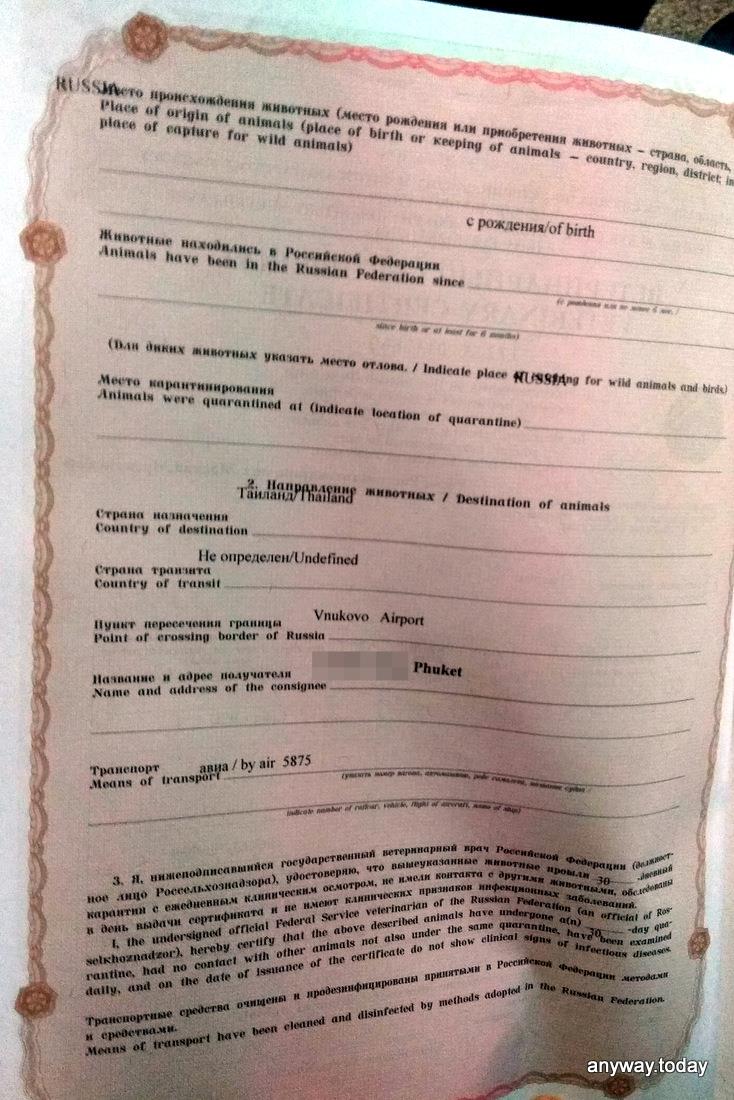 RUSSIA
Место происхождения животных (место рождения или приобретения животных – страна, область,
Place of origin of animals (place of birth or keeping of animals – country, region, district; in
place of capture for wild animals)
с рождения/of birth
Животные находились в Российской Федерации
Animals have been in the Russian Federation since
(с рождения или не менее 6 мес. /
since birth or at least for 6 months)
(Для диких животных указать место отлова. / Indicate place ng for wild animals and birds)
RUSSIA
Место карантинирования
Animals were quarantined at (indicate location of quarantine)
2. Направление животных / Destination of animals
Таиланд/Thailand
Страна назначения
Country of destination
Не определен/Undefined
Страна транзита
Country of transit
Vnukovo Airport
Пункт пересечения границы
Point of crossing border of Russia
Phuket
Название и адрес получателя
Name and address of the consignee
авиа / by air 5875
Транспорт
Means of transport
(указать номер вагона, автомашины, рейс самолета, название судна /
indicate number of railcar, vehicle, flight of aircraft, name of ship)
3. Я, нижеподписавшийся государственный ветеринарный врач Российской Федерации (должност-
ное лицо Россельхознадзора), удостоверяю, что вышеуказанные животные прошли 30 -дневный
карантин с ежедневным клиническим осмотром, не имели контакта с другими животными, обследованы
в день выдачи сертификата и не имеют клинических признаков инфекционных заболеваний.
I, the undersigned official Federal Service veterinarian of the Russian Federation (an official of Ros-
selkhoznadzor), hereby certify (that the above described animals have undergone a(n) 30 -day qua-
rantine, had no contact with other animals not also under the same quarantine, have been examined
daily, and on the date of issuance of the certificate do not show clinical signs of infectious diseases.
Транспортные средства очищены и продезинфицированы принятыми в Российской Федерации методами
и средствами.
Means of transport have been cleaned and disinfected by methods adopted in the Russian Federation.
anyway.today